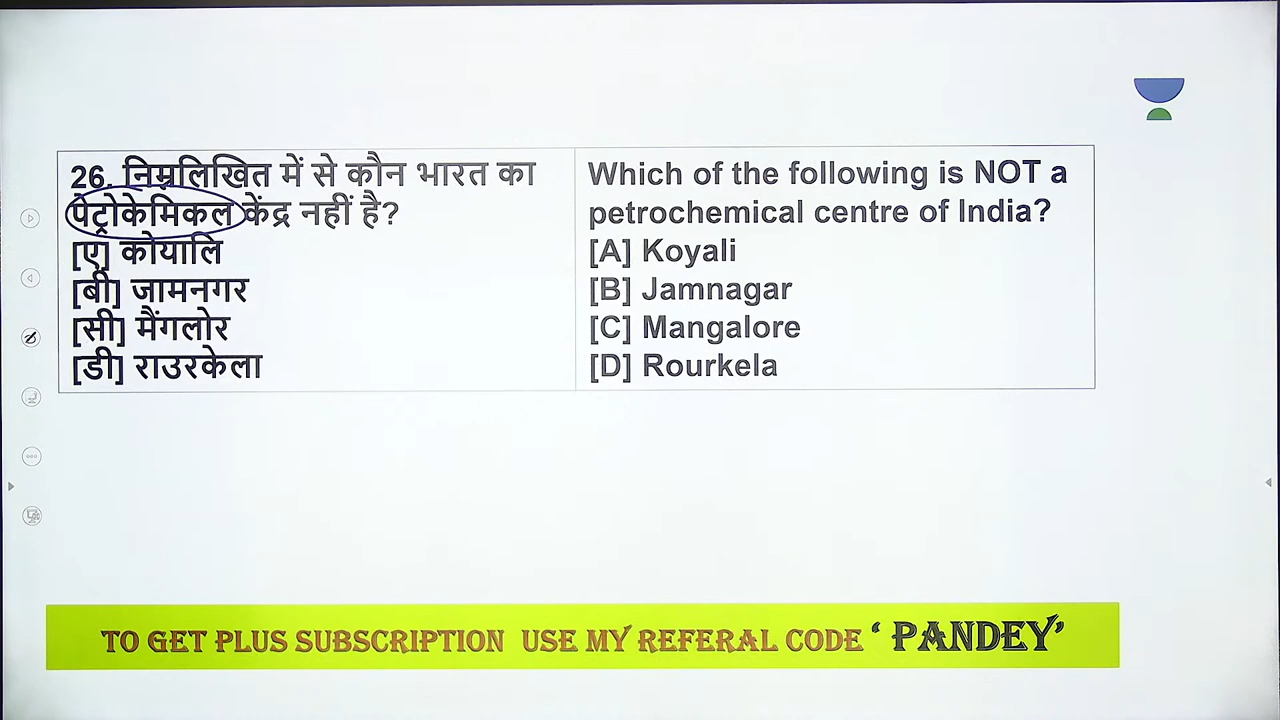 26. निम्नलिखित में से कौन भारत का
पेट्रोकेमिकल केंद्र नहीं है?
[ए] कोयालि
[बी] जामनगर
[सी] मैंगलोर
[डी] राउरकेला
Which of the following is NOT a
petrochemical centre of India?
[A] Koyali
[B] Jamnagar
[C] Mangalore
[D] Rourkela
TO GET PLUS SUBSCRIPTION USE MY REFERAL CODE ‘ PANDEY’